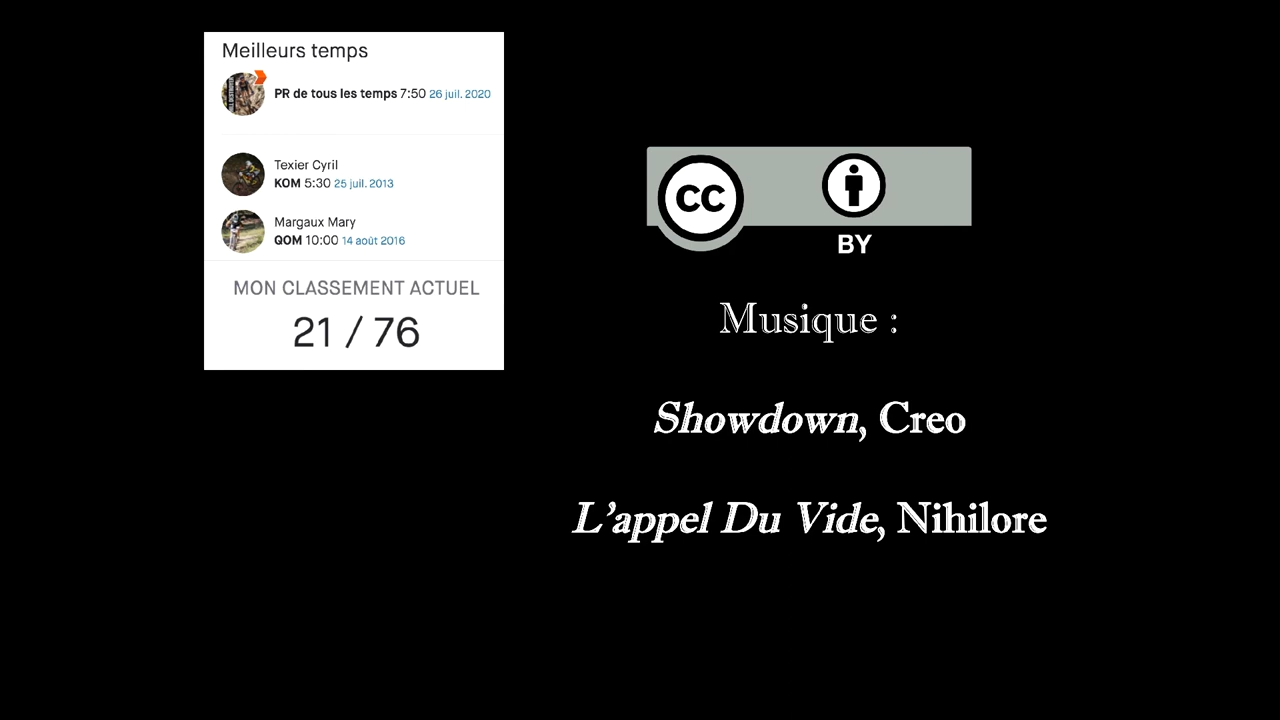 Meilleurs temps
PR de tous les temps 7:50 26 juil. 2020
Texier Cyril
KOM 5:30 25 juil. 2013
Margaux Mary
QOM 10:00 14 août 2016
MON CLASSEMENT ACTUEL
21 / 76
CC
BY
Musique :
Showdown, Creo
L'appel Du Vide, Nihilore